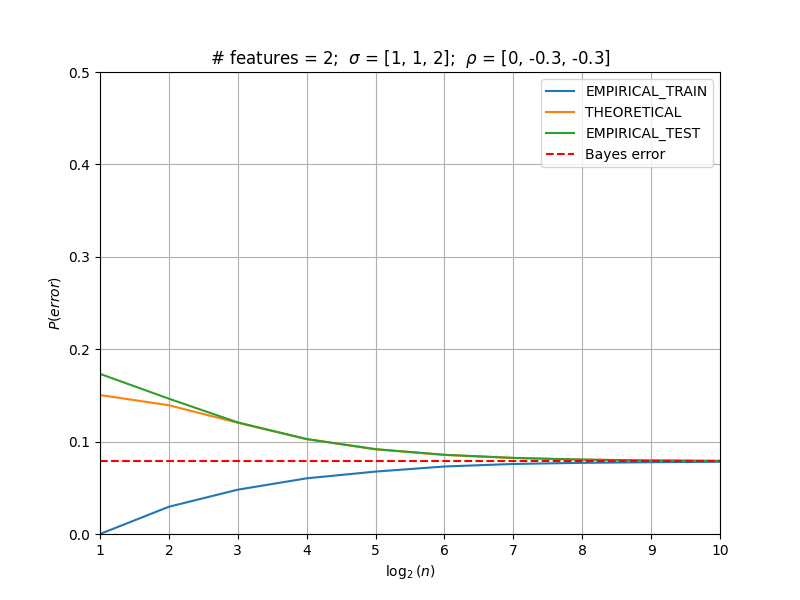 # features = 2; σ = [1, 1, 2]; ρ = [0, -0.3, -0.3]
EMPIRICAL_TRAIN
THEORETICAL
EMPIRICAL_TEST
Bayes error
P(error)
0.5
0.4
0.3
0.2
0.1
0.0
1 2 3 4 5 6 7 8 9 10
log₂(n)